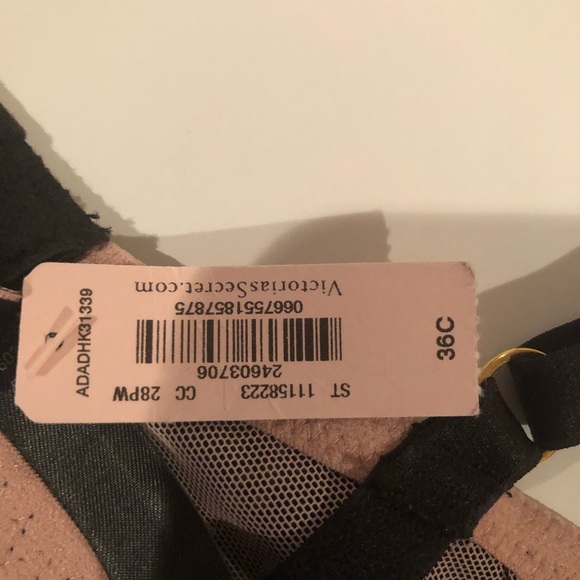 ST 11158223 CC 28PW
24603706
0667551857875
VictoriasSecret.com
ADADHK31339
36C